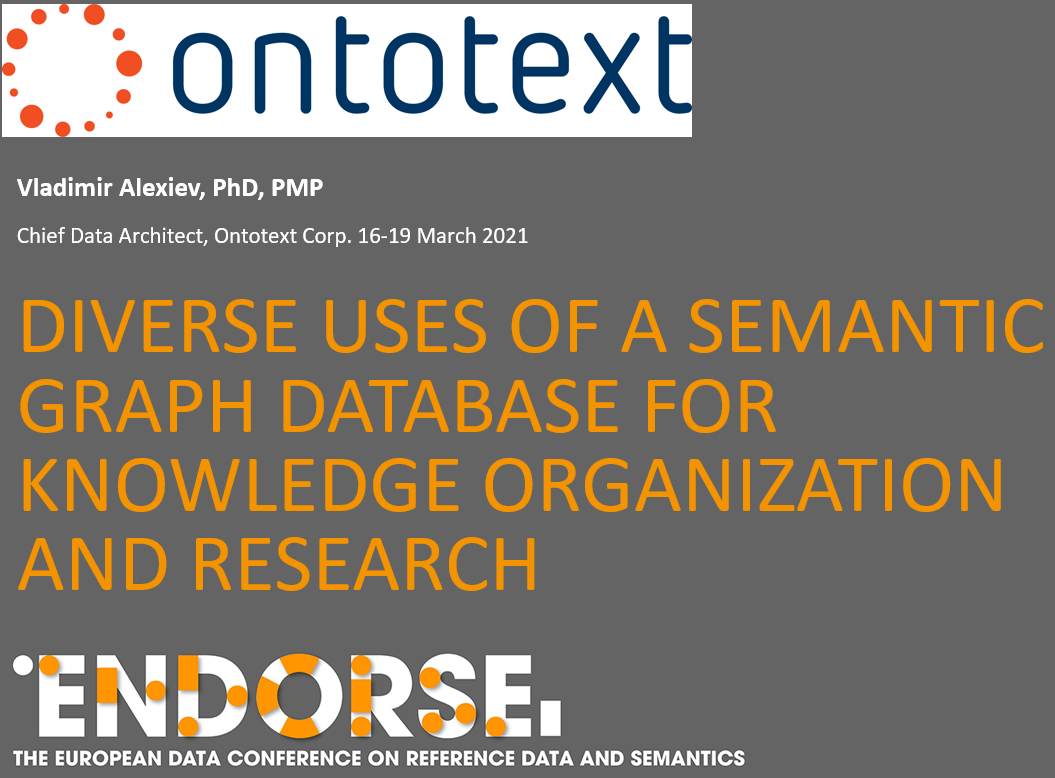 ontotext
Vladimir Alexiev, PhD, PMP
Chief Data Architect, Ontotext Corp. 16-19 March 2021
DIVERSE USES OF A SEMANTIC
GRAPH DATABASE FOR
KNOWLEDGE ORGANIZATION
AND RESEARCH
ENDORSE
THE EUROPEAN DATA CONFERENCE ON REFERENCE DATA AND SEMANTICS